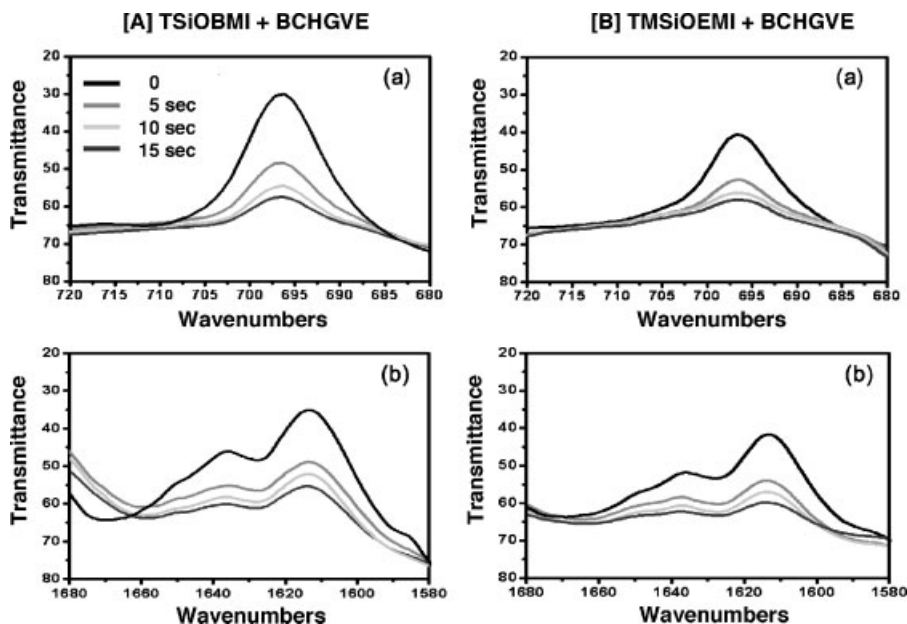 [A] TSiOBMI + BCHGVE
[B] TMSiOEMI + BCHGVE
Transmittance
20
30
40
50
60
70
80
(a)
0
5 sec
10 sec
15 sec
720 715 710 705 700 695 690 685 680
Wavenumbers
Transmittance
20
30
40
50
60
70
80
(a)
720 715 710 705 700 695 690 685 680
Wavenumbers
Transmittance
20
30
40
50
60
70
80
(b)
1680 1660 1640 1620 1600 1580
Wavenumbers
Transmittance
20
30
40
50
60
70
80
(b)
1680 1660 1640 1620 1600 1580
Wavenumbers